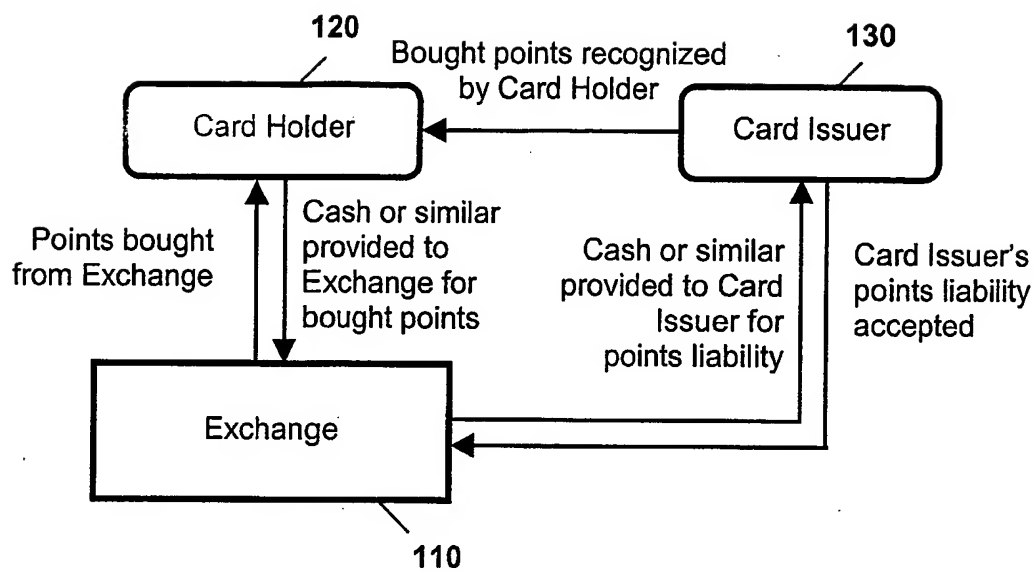 120
130
Bought points recognized
by Card Holder
Card Holder
Card Issuer
Points bought
from Exchange
Cash or similar
provided to
Exchange for
bought points
Cash or similar
provided to Card
Issuer for
points liability
Card Issuer's
points liability
accepted
Exchange
110